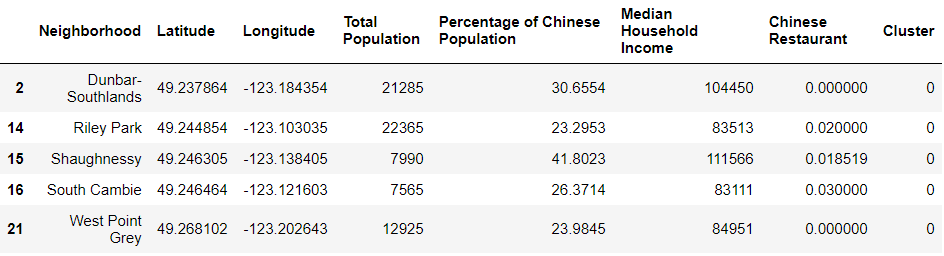 Neighborhood Latitude Longitude Total Population Percentage of Chinese Population Median Household Income Chinese Restaurant Cluster
2 Dunbar-Southlands 49.237864 -123.184354 21285 30.6554 104450 0.000000 0
14 Riley Park 49.244854 -123.103035 22365 23.2953 83513 0.020000 0
15 Shaughnessy 49.246305 -123.138405 7990 41.8023 111566 0.018519 0
16 South Cambie 49.246464 -123.121603 7565 26.3714 83111 0.030000 0
21 West Point Grey 49.268102 -123.202643 12925 23.9845 84951 0.000000 0